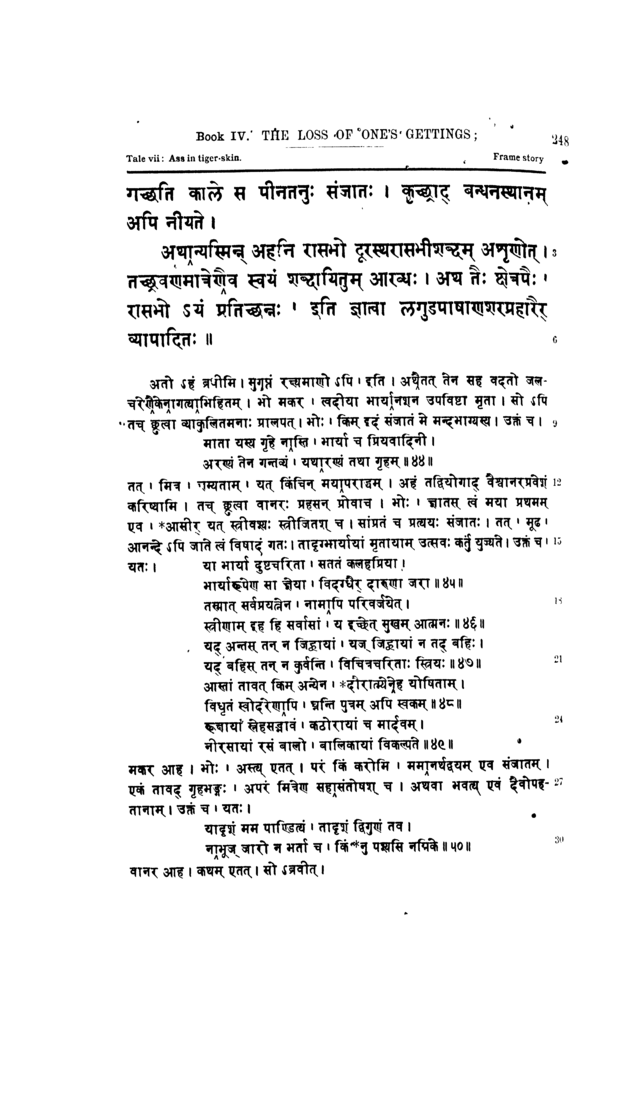 Book IV. THE LOSS OF ONE'S GETTINGS; 248
Tale vii: Ass in tiger-skin. Frame story
गच्छति काले स पीनतनुः संजातः । कृच्छ्राद् बन्धनस्थानम्
अपि नीयते ।
अथान्यस्मिन्न् अहनि रासभो दूरस्थरासभीशब्दम् अशृणोत् । 3
तच्छ्रवणमात्रेणैव स्वयं शब्दायितुम् आरब्धः । अथ तैः क्षेत्रपैः ।
रासभो ऽयं प्रतिच्छन्नः । इति ज्ञात्वा लगुडपाषाणशरप्रहारैर्
व्यापादितः ॥ 6
अतो ऽहं ब्रवीमि । सुगुप्तं रक्ष्यमाणो ऽपि । इति । अथैतत् तेन सह वदतो जल-
चरेणैकेनागत्याभिहितम् । भो मकर । त्वदीया भार्यानशन उपविष्टा मृता । सो ऽपि
तच् छ्रुत्वा व्याकुलितमनाः प्रालपत् । भोः । किम् इदं संजातं मे मन्दभाग्यस्य । उक्तं च । 9
माता यस्य गृहे नास्ति । भार्या च प्रियवादिनी ।
अरण्यं तेन गन्तव्यं । यथारण्यं तथा गृहम् ॥ ४४ ॥
तत् । मित्र । गम्यताम् । यत् किंचिन् मयापराद्धम् । अहं तद्वियोगाद् वैश्वानरप्रवेशं 12
करिष्यामि । तच् छ्रुत्वा वानरः प्रहसन् प्रोवाच । भोः । ज्ञातस् त्वं मया प्रथमम्
एव । *आसीर् यत् स्त्रीवश्यः स्त्रीजितश् च । सांप्रतं च प्रत्ययः संजातः । तत् । मूढ ।
आनन्दे ऽपि जाते त्वं विषादं गतः । तादृग्भार्यायां मृतायाम् उत्सवः कर्तुं युज्यते । उक्तं च । 15
यतः । या भार्या दुष्टचरिता । सततं कलहप्रिया ।
भार्यारूपेण सा ज्ञेया । विदग्धैर् दारुणा जरा ॥ ४५ ॥
तस्मात् सर्वप्रयत्नेन । नामापि परिवर्जयेत् । 18
स्त्रीणाम् इह हि सर्वासां । य इच्छेत् सुखम् आत्मनः ॥ ४६ ॥
यद् अन्तस् तन् न जिह्वायां । यज् जिह्वायां न तद् बहिः ।
यद् बहिस् तन् न कुर्वन्ति । विचित्रचरिताः स्त्रियः ॥ ४७ ॥ 21
आस्तां तावत् किम् अन्येन । *दौरात्म्येनेह योषिताम् ।
विधृतं स्वोदरेणापि । घ्नन्ति पुत्रम् अपि स्वकम् ॥ ४८ ॥
रूक्षायां स्नेहसद्भावं । कठोरायां च मार्दवम् । 24
नीरसायां रसं बालो । बालिकायां विकल्पते ॥ ४९ ॥
मकर आह । भोः । अस्त्य् एतत् । परं किं करोमि । ममानर्थद्वयम् एव संजातम् ।
एकं तावद् गृहभङ्गः । अपरं मित्रेण सहासंतोषश् च । अथवा भवत्य् एवं दैवोपह- 27
तानाम् । उक्तं च । यतः ।
यादृशं मम पाण्डित्यं । तादृशं द्विगुणं तव ।
नाभूज् जारो न भर्ता च । किं *नु पश्यसि नग्निके ॥ ५० ॥ 30
वानर आह । कथम् एतत् । सो ऽब्रवीत् ।